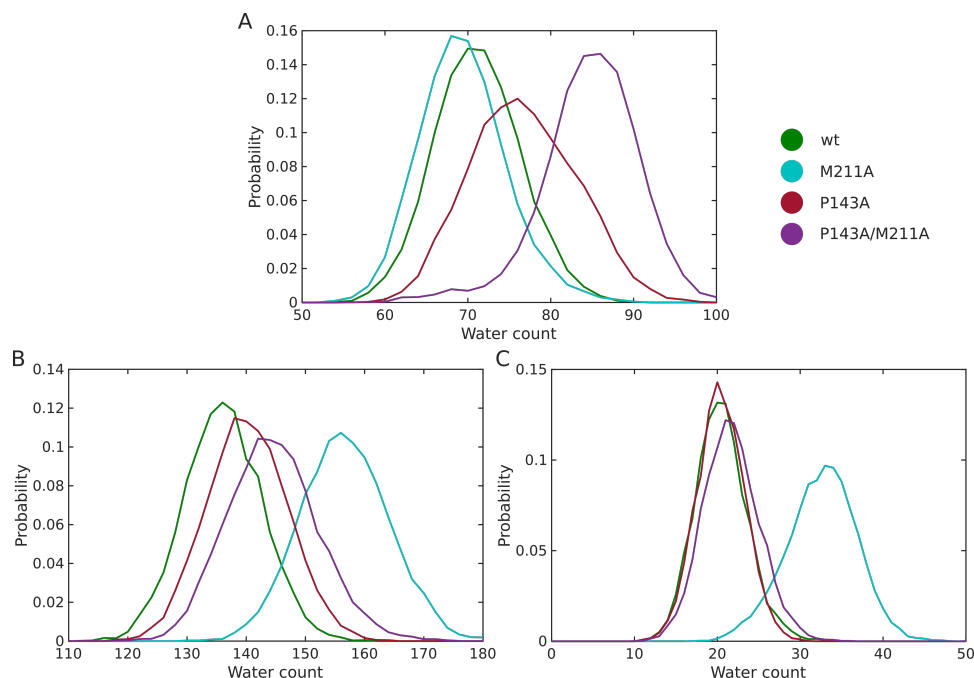 A
0.16
0.14
0.12
0.1
0.08
0.06
0.04
0.02
0
Probability
50 60 70 80 90 100
Water count
wt
M211A
P143A
P143A/M211A
B
0.14
0.12
0.1
0.08
0.06
0.04
0.02
0
Probability
110 120 130 140 150 160 170 180
Water count
C
0.15
0.1
0.05
0
Probability
0 10 20 30 40 50
Water count